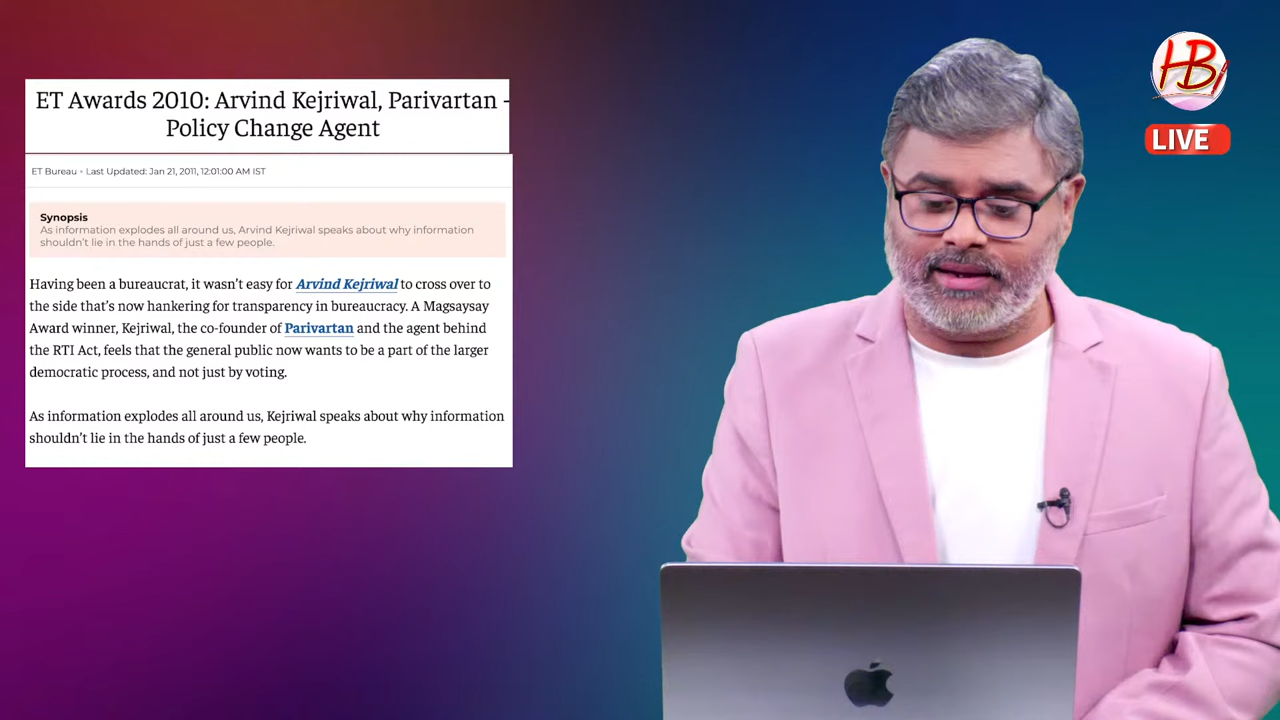 ET Awards 2010: Arvind Kejriwal, Parivartan -
Policy Change Agent
ET Bureau • Last Updated: Jan 21, 2011, 12:01:00 AM IST
Synopsis
As information explodes all around us, Arvind Kejriwal speaks about why information
shouldn't lie in the hands of just a few people.
Having been a bureaucrat, it wasn't easy for Arvind Kejriwal to cross over to
the side that's now hankering for transparency in bureaucracy. A Magsaysay
Award winner, Kejriwal, the co-founder of Parivartan and the agent behind
the RTI Act, feels that the general public now wants to be a part of the larger
democratic process, and not just by voting.
As information explodes all around us, Kejriwal speaks about why information
shouldn't lie in the hands of just a few people.
HBI
LIVE